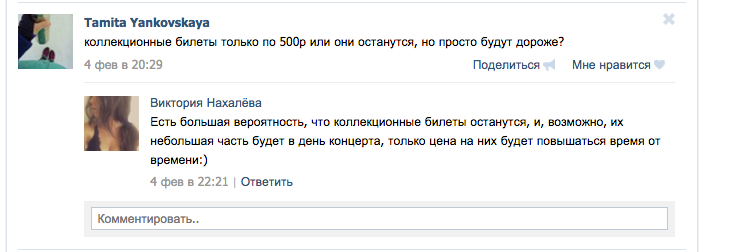 Tamita Yankovskaya
коллекционные билеты только по 500р или они останутся, но просто будут дороже?
4 фев в 20:29
Поделиться
Мне нравится
Виктория Нахалёва
Есть большая вероятность, что коллекционные билеты останутся, и, возможно, их
небольшая часть будет в день концерта, только цена на них будет повышаться время от
времени:)
4 фев в 22:21 | Ответить
Комментировать..